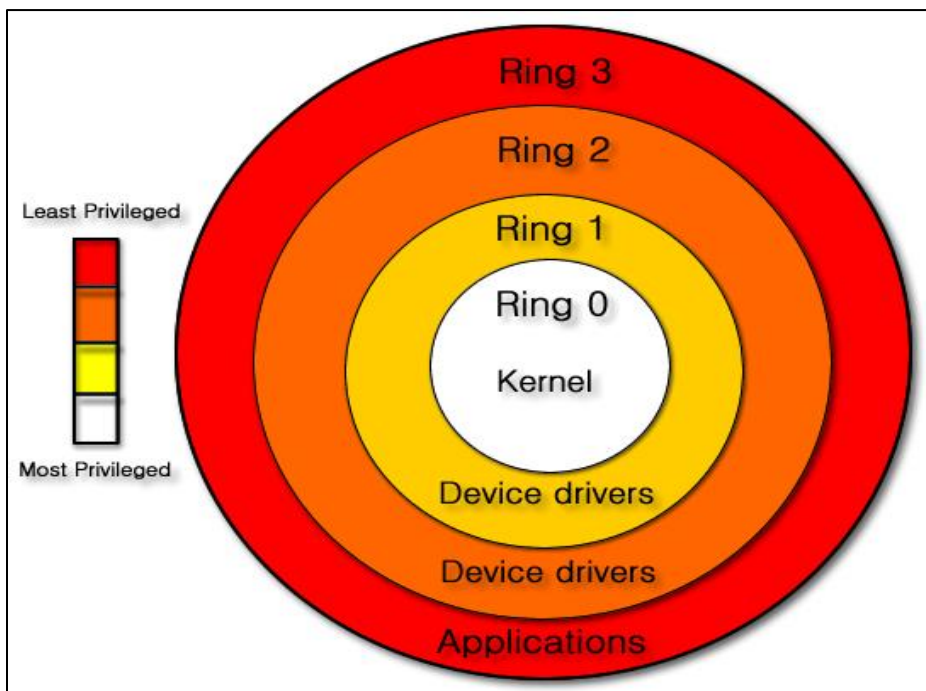 Ring 3
Ring 2
Ring 1
Ring 0
Kernel
Device drivers
Device drivers
Applications
Least Privileged
Most Privileged